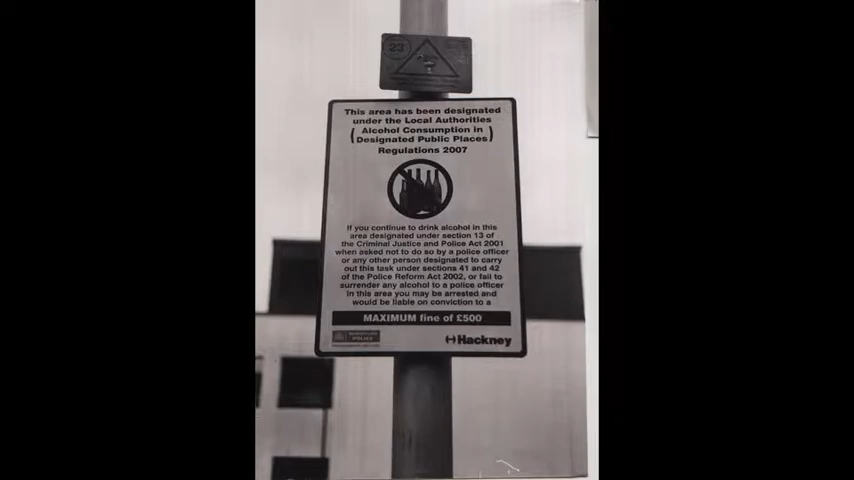 23
This area has been designated
under the Local Authorities
(Alcohol Consumption in
Designated Public Places)
Regulations 2007
If you continue to drink alcohol in this
area designated under section 13 of
the Criminal Justice and Police Act 2001
when asked not to do so by a police officer
or any other person designated to carry
out this task under sections 41 and 42
of the Police Reform Act 2002, or fail to
surrender any alcohol to a police officer
in this area you may be arrested and
would be liable on conviction to a
MAXIMUM fine of £500
POLICE
Hackney